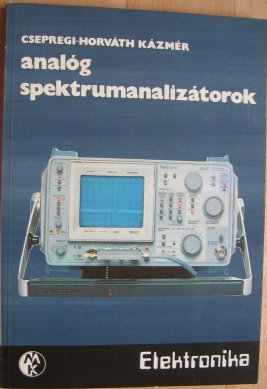 CSEPREGI-HORVÁTH KÁZMÉR
analóg
spektrumanalizátorok
MK
Elektronika